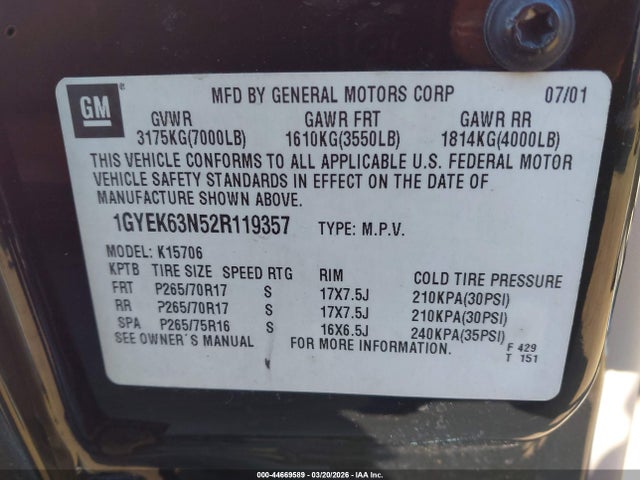 GM ®
MFD BY GENERAL MOTORS CORP 07/01
GVWR GAWR FRT GAWR RR
3175KG(7000LB) 1610KG(3550LB) 1814KG(4000LB)
THIS VEHICLE CONFORMS TO ALL APPLICABLE U.S. FEDERAL MOTOR
VEHICLE SAFETY STANDARDS IN EFFECT ON THE DATE OF
MANUFACTURE SHOWN ABOVE.
1GYEK63N52R119357 TYPE: M.P.V.
MODEL: K15706
KPTB TIRE SIZE SPEED RTG RIM COLD TIRE PRESSURE
FRT P265/70R17 S 17X7.5J 210KPA(30PSI)
RR P265/70R17 S 17X7.5J 210KPA(30PSI)
SPA P265/75R16 S 16X6.5J 240KPA(35PSI)
SEE OWNER'S MANUAL FOR MORE INFORMATION. F 429
T 151
000-44669589 | 03/20/2026 | IAA Inc.